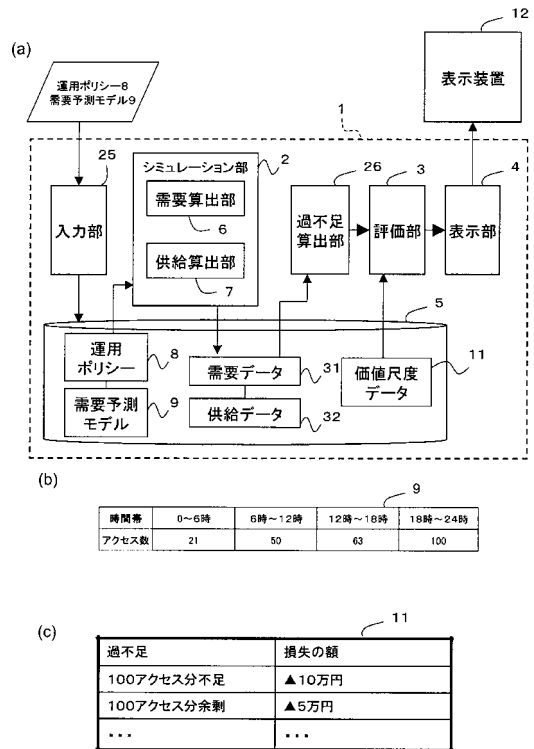 (a)
運用ポリシー8
需要予測モデル9
12
表示装置
1
25
入力部
シミュレーション部
2
需要算出部
6
供給算出部
7
26
過不足
算出部
3
評価部
4
表示部
5
運用
ポリシー
8
需要予測
モデル
9
需要データ
31
供給データ
32
価値尺度
データ
11
(b)
9
時間帯 0～6時 6時～12時 12時～18時 18時～24時
アクセス数 21 50 63 100
(c)
11
過不足 損失の額
100アクセス分不足 ▲10万円
100アクセス分余剰 ▲5万円
・・・ ・・・